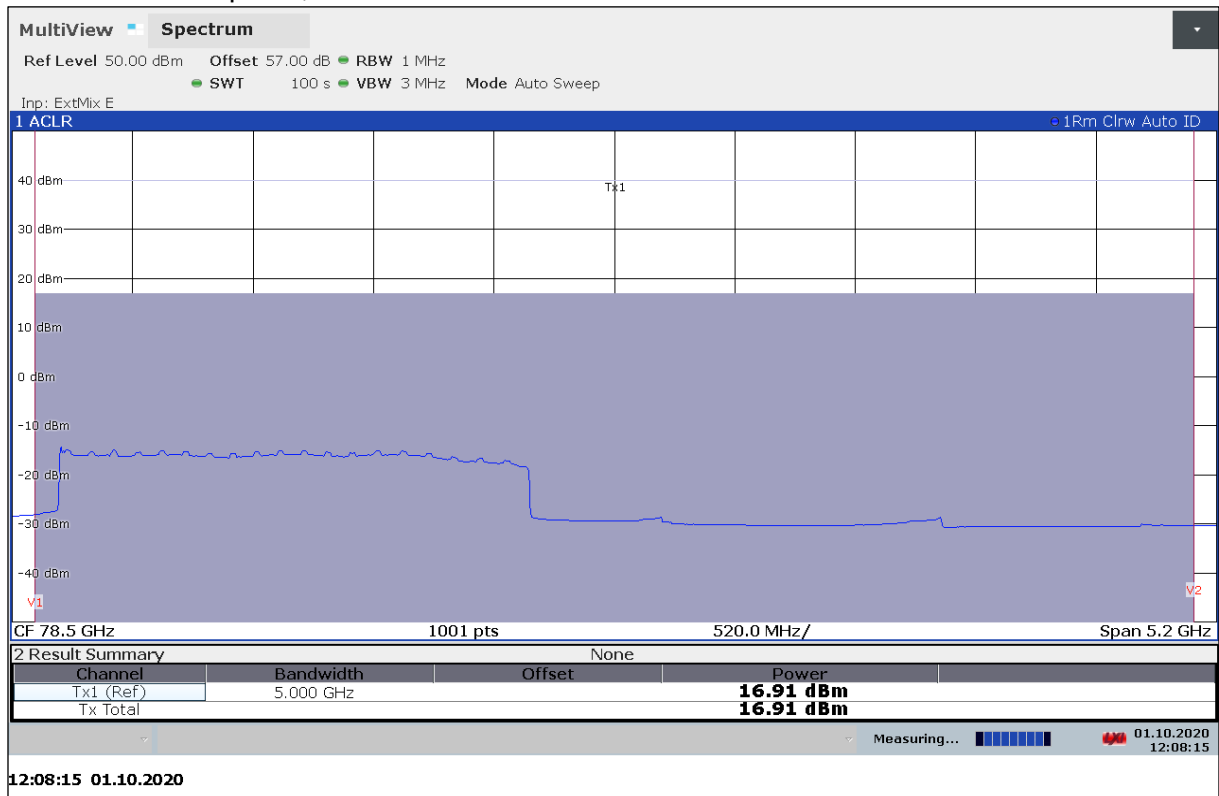 MultiView Spectrum
Ref Level 50.00 dBm Offset 57.00 dB RBW 1 MHz
SWT 100 s VBW 3 MHz Mode Auto Sweep
Inp: ExtMix E
1 ACLR 1Rm Clrw Auto ID
40 dBm
Tx1
30 dBm
20 dBm
10 dBm
0 dBm
-10 dBm
-20 dBm
-30 dBm
-40 dBm
V1 V2
CF 78.5 GHz 1001 pts 520.0 MHz/ Span 5.2 GHz
2 Result Summary None
Channel Bandwidth Offset Power
Tx1 (Ref) 5.000 GHz 16.91 dBm
Tx Total 16.91 dBm
Measuring... 01.10.2020
12:08:15
12:08:15 01.10.2020